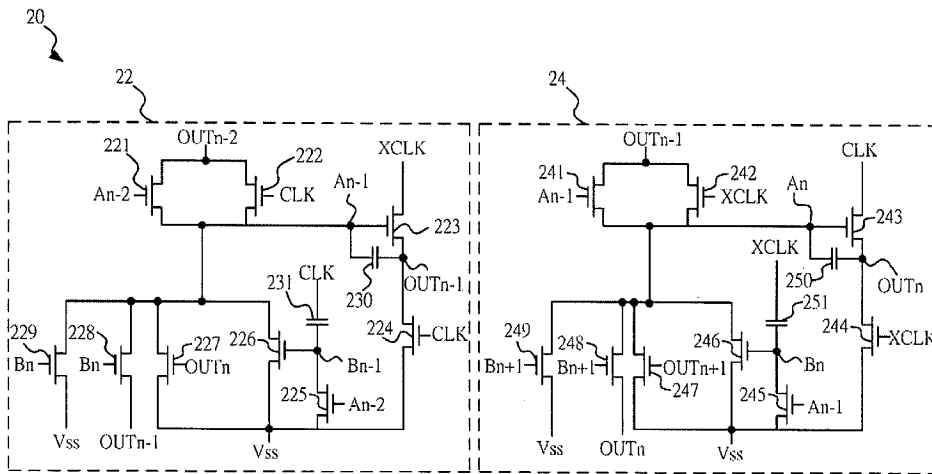 20
22
24
OUTn-2
OUTn-1
221
222
XCLK
241
242
CLK
An-2
CLK
An-1
An-1
XCLK
An
223
243
XCLK
CLK
231
230
OUTn-1
250
OUTn
251
229
228
227
226
224
CLK
249
248
246
244
XCLK
Bn
Bn
OUTn
Bn-1
Bn+1
Bn+1
OUTn+1
247
Bn
225
An-2
245
An-1
Vss
OUTn-1
Vss
Vss
OUTn
Vss